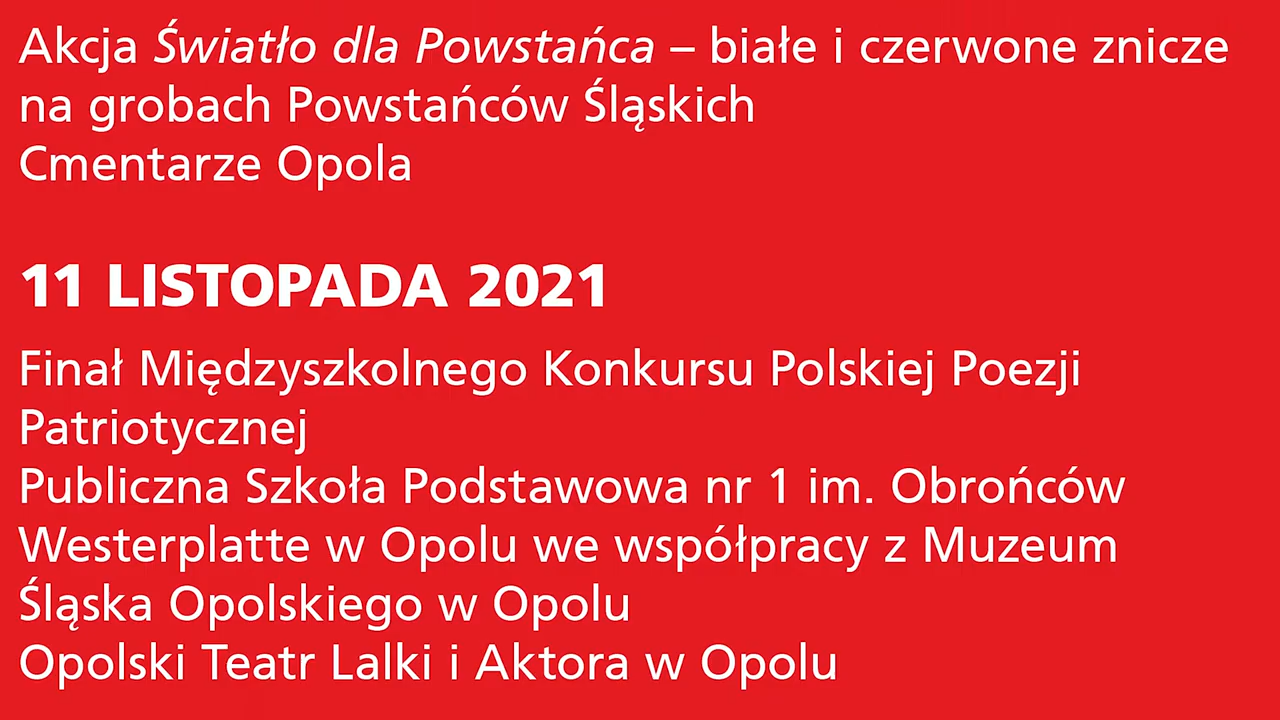 Akcja Światło dla Powstańca – białe i czerwone znicze
na grobach Powstańców Śląskich
Cmentarze Opola
11 LISTOPADA 2021
Finał Międzyszkolnego Konkursu Polskiej Poezji
Patriotycznej
Publiczna Szkoła Podstawowa nr 1 im. Obrońców
Westerplatte w Opolu we współpracy z Muzeum
Śląska Opolskiego w Opolu
Opolski Teatr Lalki i Aktora w Opolu